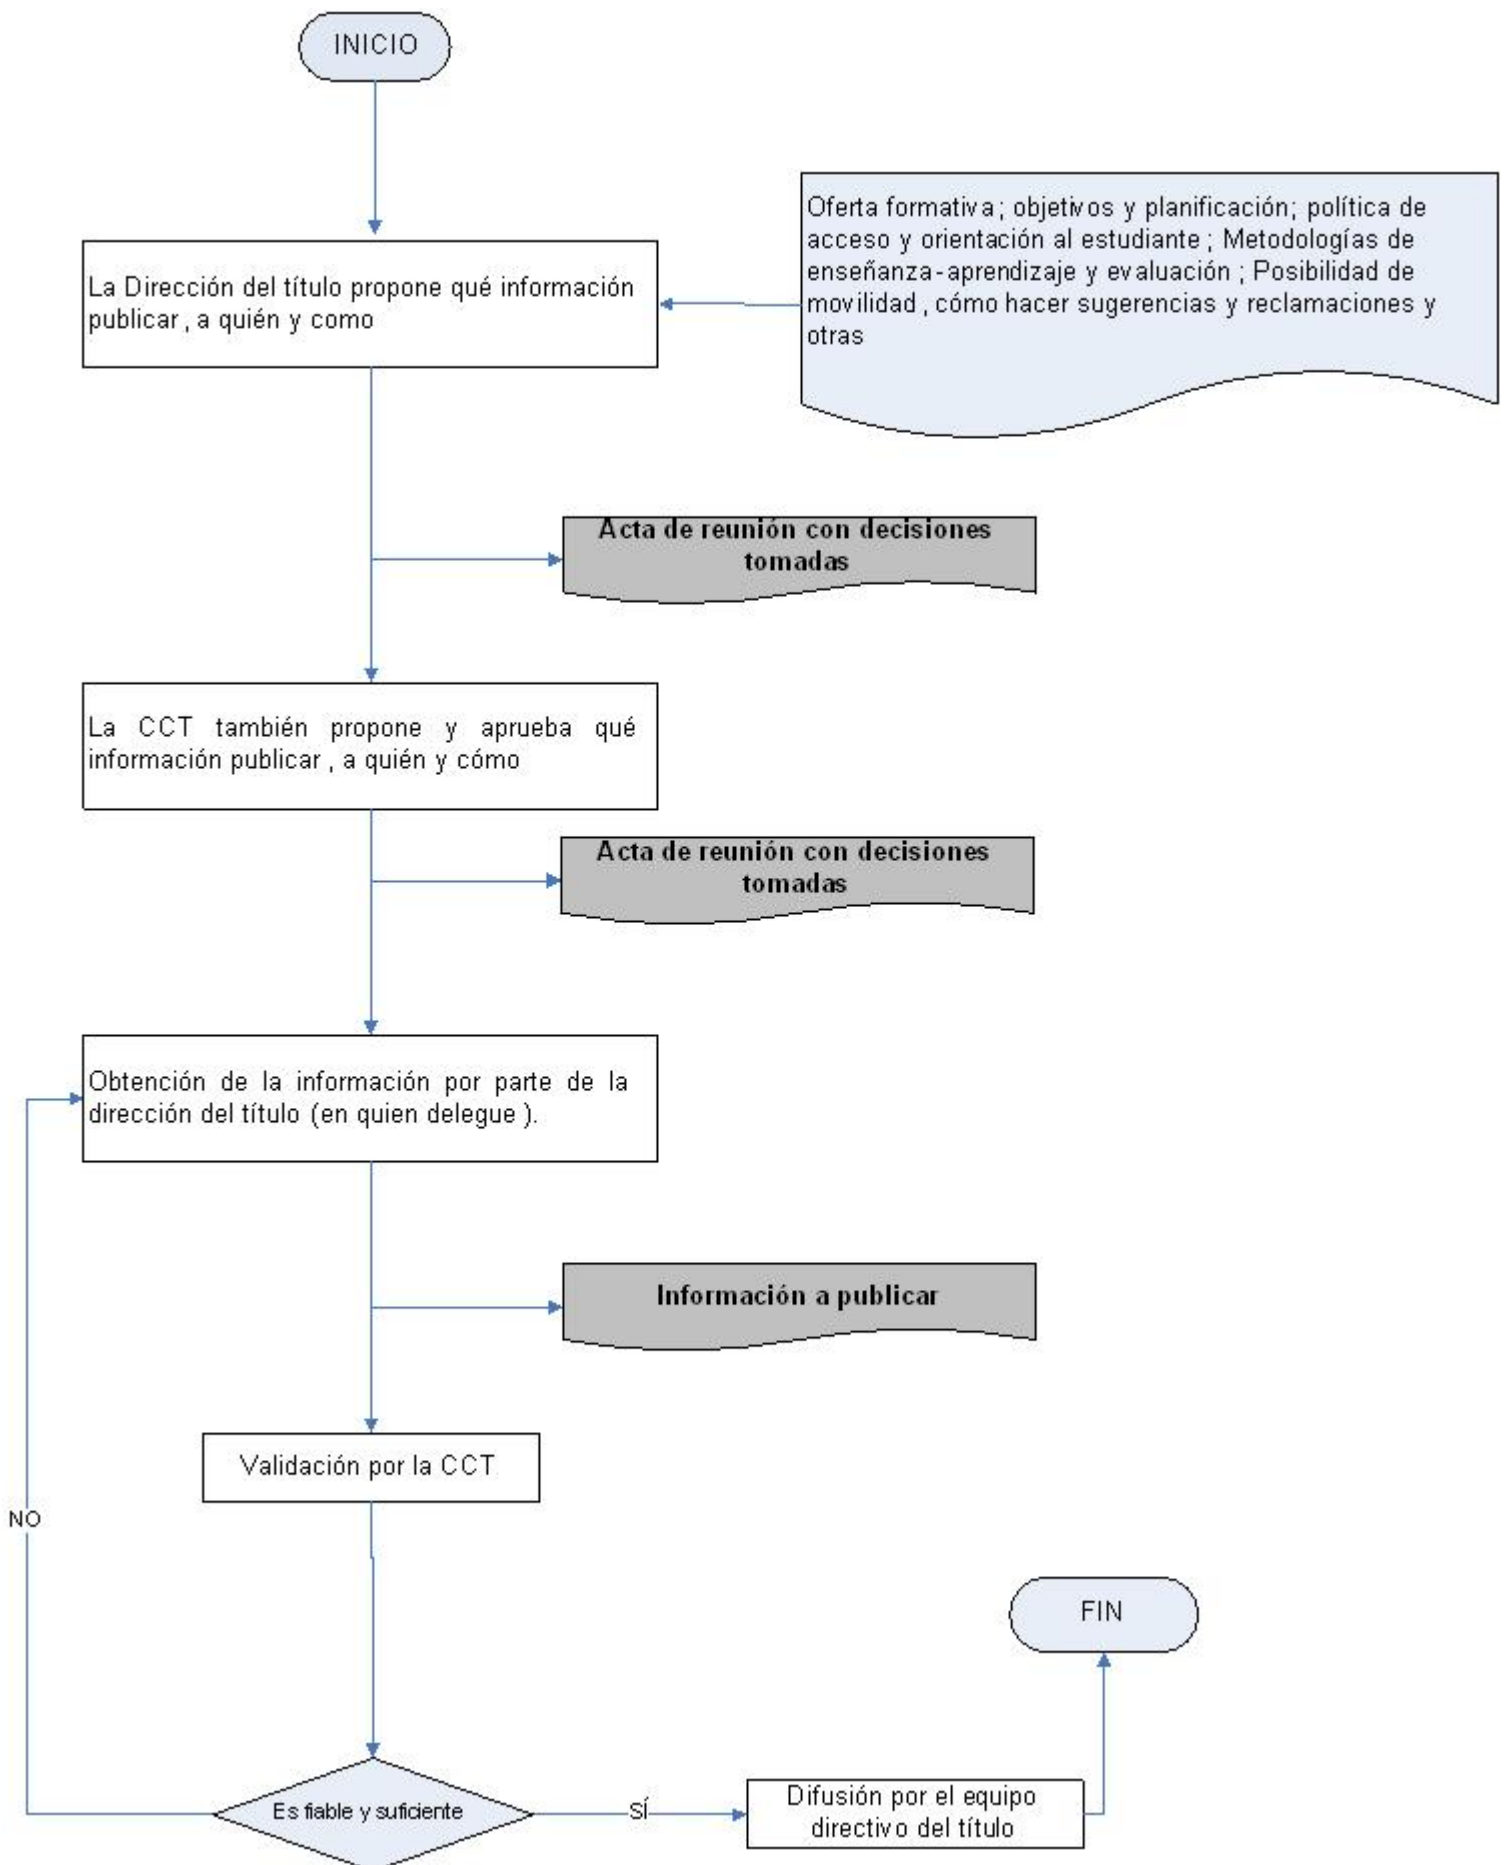 INICIO
Oferta formativa; objetivos y planificación; política de
acceso y orientación al estudiante; Metodologías de
enseñanza-aprendizaje y evaluación; Posibilidad de
movilidad, cómo hacer sugerencias y reclamaciones y
otras
La Dirección del título propone qué información
publicar, a quién y como
Acta de reunión con decisiones
tomadas
La CCT también propone y aprueba qué
información publicar, a quién y cómo
Acta de reunión con decisiones
tomadas
Obtención de la información por parte de la
dirección del título (en quien delegue).
Información a publicar
Validación por la CCT
NO
FIN
Es fiable y suficiente
SÍ
Difusión por el equipo
directivo del título